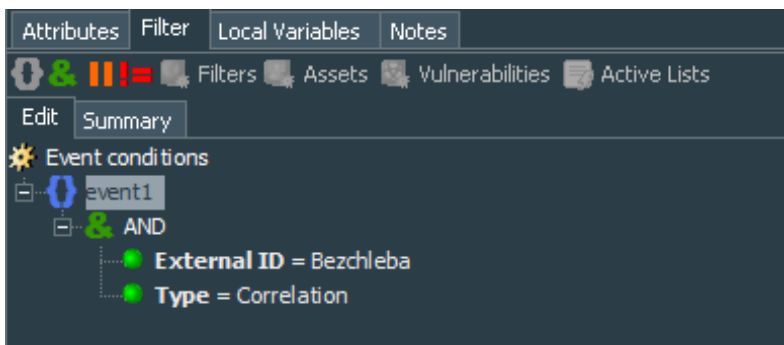 Attributes Filter Local Variables Notes
{} & || != Filters Assets Vulnerabilities Active Lists
Edit Summary
Event conditions
{} event1
& AND
External ID = Bezchleba
Type = Correlation